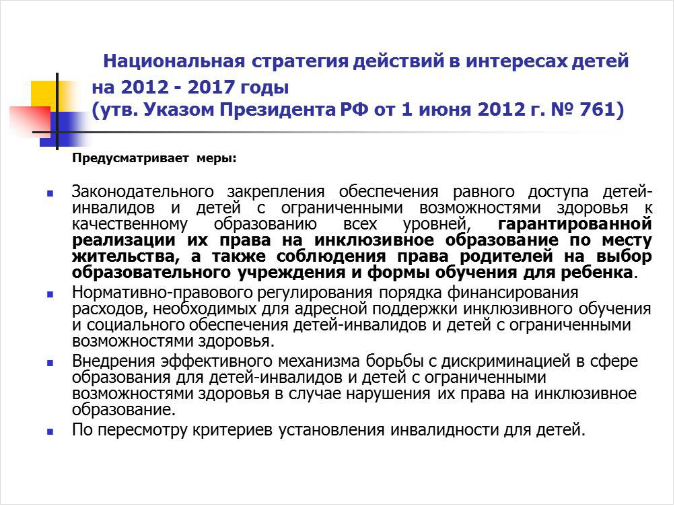 Национальная стратегия действий в интересах детей
на 2012 - 2017 годы
(утв. Указом Президента РФ от 1 июня 2012 г. № 761)
Предусматривает меры:
Законодательного закрепления обеспечения равного доступа детей-
инвалидов и детей с ограниченными возможностями здоровья к
качественному образованию всех уровней, гарантированной
реализации их права на инклюзивное образование по месту
жительства, а также соблюдения права родителей на выбор
образовательного учреждения и формы обучения для ребенка.
Нормативно-правового регулирования порядка финансирования
расходов, необходимых для адресной поддержки инклюзивного обучения
и социального обеспечения детей-инвалидов и детей с ограниченными
возможностями здоровья.
Внедрения эффективного механизма борьбы с дискриминацией в сфере
образования для детей-инвалидов и детей с ограниченными
возможностями здоровья в случае нарушения их права на инклюзивное
образование.
По пересмотру критериев установления инвалидности для детей.